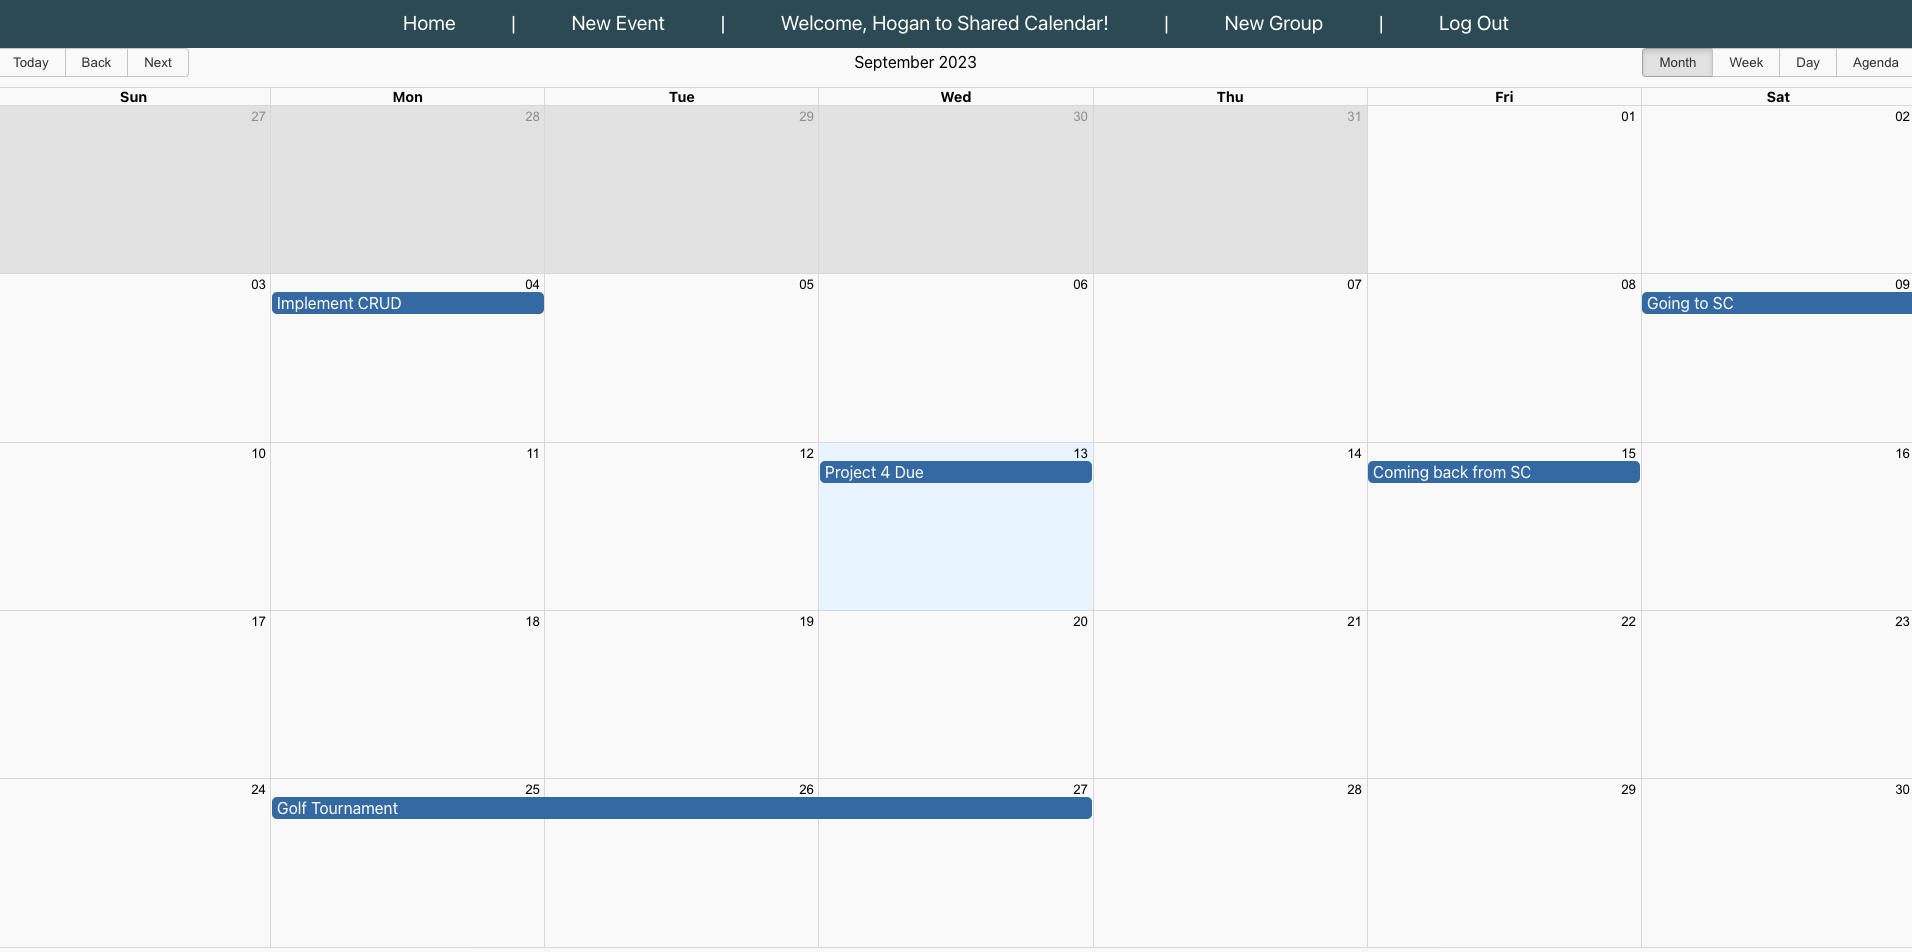 Home | New Event | Welcome, Hogan to Shared Calendar! | New Group | Log Out
Today Back Next September 2023 Month Week Day Agenda
Sun Mon Tue Wed Thu Fri Sat
27 28 29 30 31 01 02
03 04 05 06 07 08 09
Implement CRUD Going to SC
10 11 12 13 14 15 16
Project 4 Due Coming back from SC
17 18 19 20 21 22 23
24 25 26 27 28 29 30
Golf Tournament